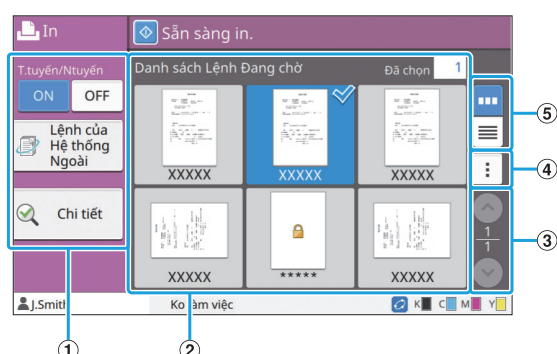 In
Sẵn sàng in.
T.tuyến/Ntuyến
ON OFF
Lệnh của
Hệ thống
Ngoài
Chi tiết
Danh sách Lệnh Đang chờ
Đã chọn 1
XXXXX XXXXX XXXXX
XXXXX ***** XXXXX
1
1
J.Smith
Ko làm việc
K C M Y
5
4
3
1 2